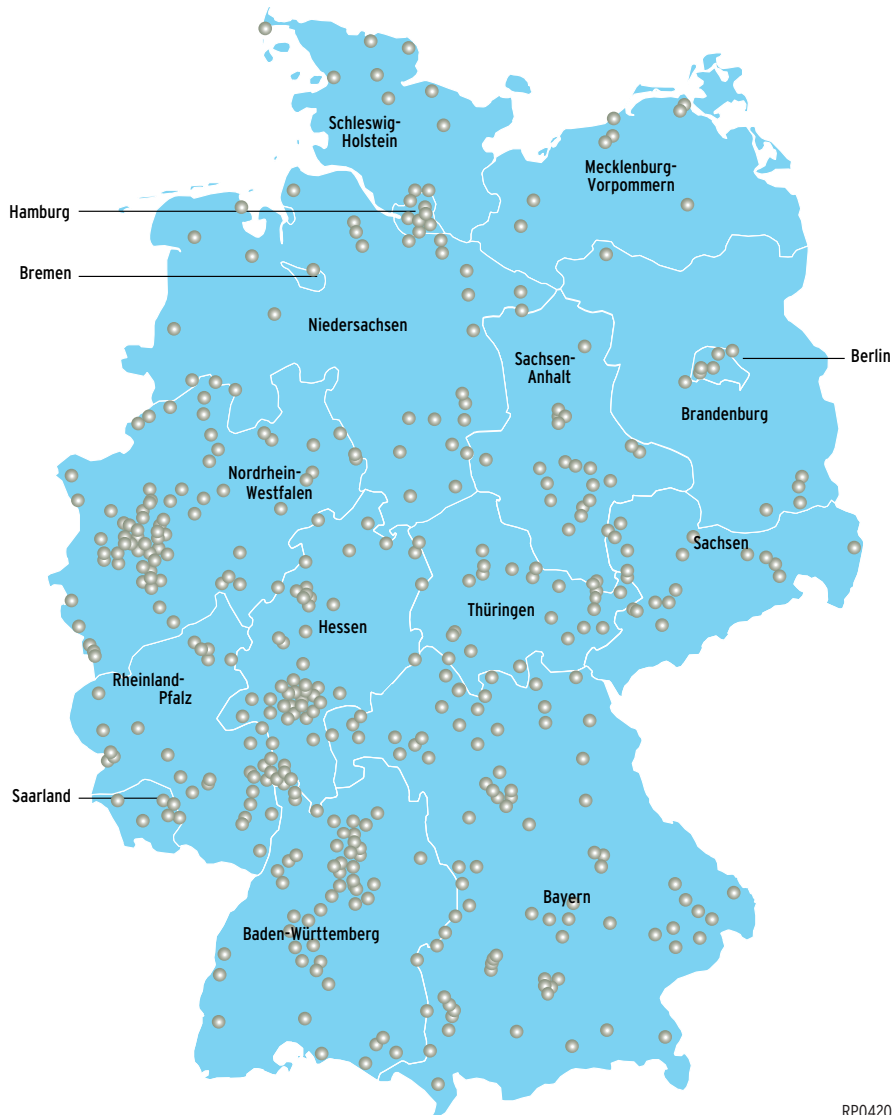 Schleswig-
Holstein
Mecklenburg-
Vorpommern
Hamburg
Bremen
Niedersachsen
Sachsen-
Anhalt
Berlin
Brandenburg
Nordrhein-
Westfalen
Sachsen
Thüringen
Hessen
Rheinland-
Pfalz
Saarland
Bayern
Baden-Württemberg
RP0420